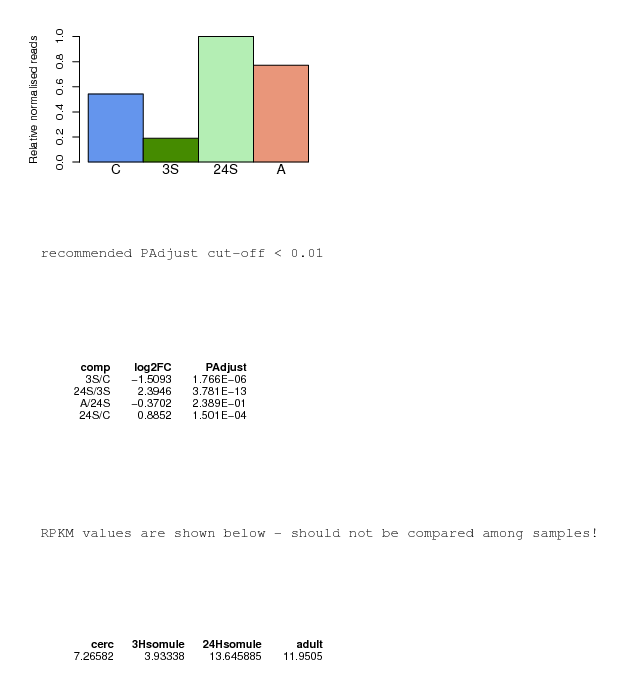 Relative normalised reads
1.0
0.8
0.6
0.4
0.2
0.0
C 3S 24S A
recommended PAdjust cut-off < 0.01
comp log2FC PAdjust
3S/C −1.5093 1.766E−06
24S/3S 2.3946 3.781E−13
A/24S −0.3702 2.389E−01
24S/C 0.8852 1.501E−04
RPKM values are shown below - should not be compared among samples!
cerc 3Hsomule 24Hsomule adult
7.26582 3.93338 13.645885 11.9505